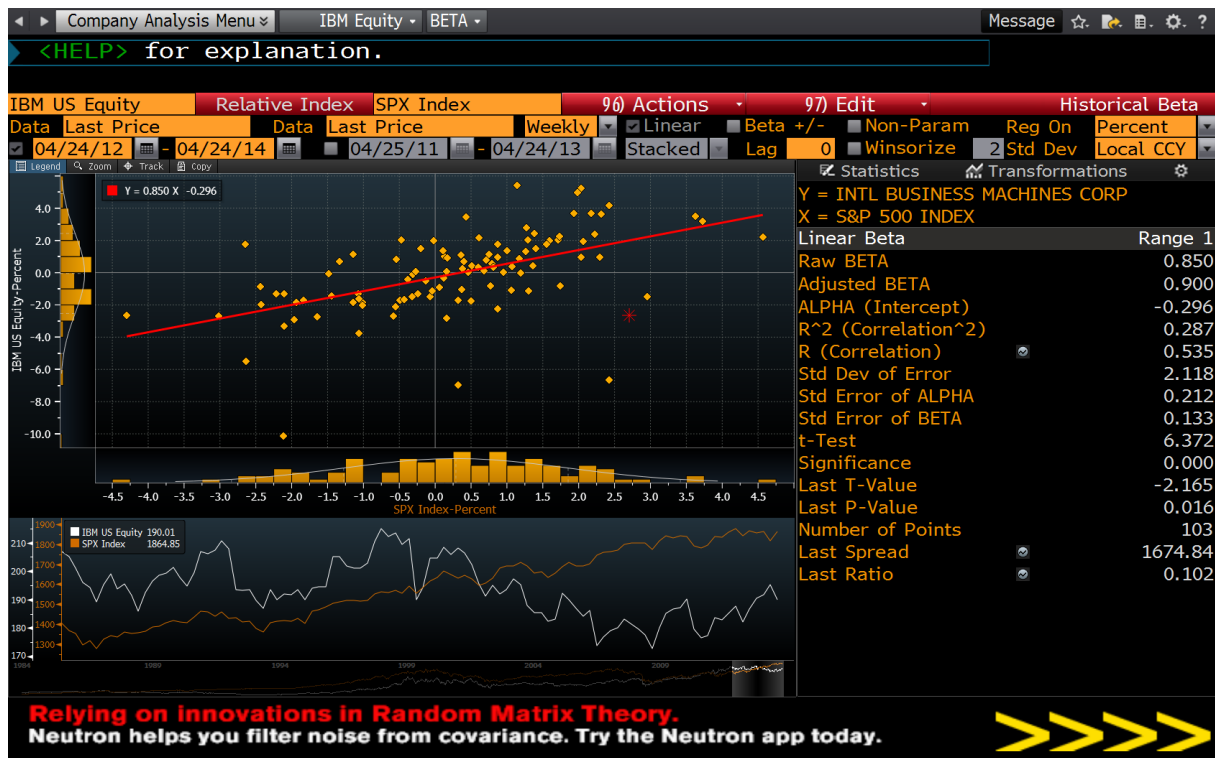 Company Analysis Menu IBM Equity BETA Message ?
<HELP> for explanation.
IBM US Equity Relative Index SPX Index 96) Actions 97) Edit Historical Beta
Data Last Price Data Last Price Weekly Linear Beta +/- Non-Param Reg On Percent
04/24/12 - 04/24/14 04/25/11 - 04/24/13 Stacked Lag 0 Winsorize 2 Std Dev Local CCY
Legend Zoom Track Copy Statistics Transformations
Y = 0.850 X -0.296
4.0
2.0
0.0
-2.0
-4.0
-6.0
-8.0
-10.0
IBM US Equity-Percent
-4.5 -4.0 -3.5 -3.0 -2.5 -2.0 -1.5 -1.0 -0.5 0.0 0.5 1.0 1.5 2.0 2.5 3.0 3.5 4.0 4.5
SPX Index-Percent
Y = INTL BUSINESS MACHINES CORP
X = S&P 500 INDEX
Linear Beta Range 1
Raw BETA 0.850
Adjusted BETA 0.900
ALPHA (Intercept) -0.296
R^2 (Correlation^2) 0.287
R (Correlation) 0.535
Std Dev of Error 2.118
Std Error of ALPHA 0.212
Std Error of BETA 0.133
t-Test 6.372
Significance 0.000
Last T-Value -2.165
Last P-Value 0.016
Number of Points 103
Last Spread 1674.84
Last Ratio 0.102
IBM US Equity 190.01
SPX Index 1864.85
210
200
190
180
170
1900
1800
1700
1600
1500
1400
1300
1984 1989 1994 1999 2004 2009
Relying on innovations in Random Matrix Theory.
Neutron helps you filter noise from covariance. Try the Neutron app today.